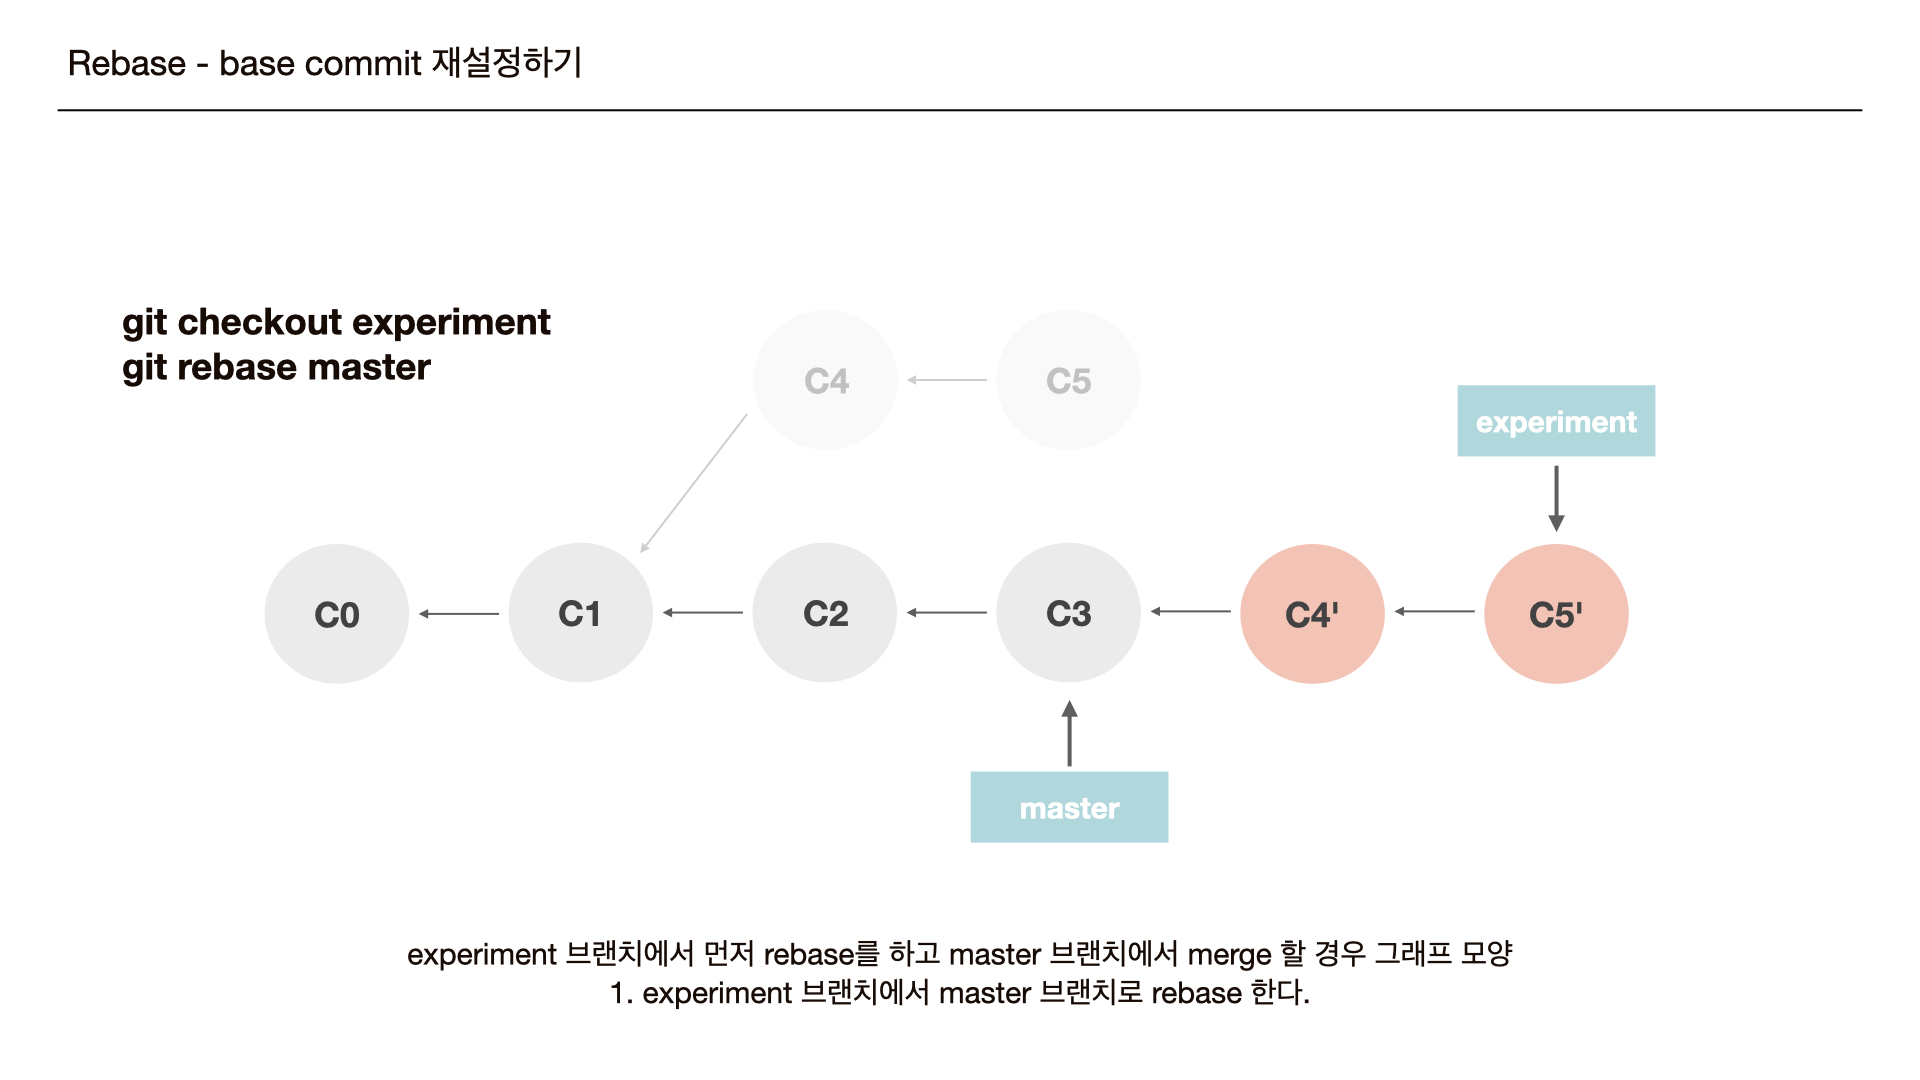 Rebase - base commit 재설정하기
git checkout experiment
git rebase master
C4
C5
experiment
C0
C1
C2
C3
C4'
C5'
master
experiment 브랜치에서 먼저 rebase를 하고 master 브랜치에서 merge 할 경우 그래프 모양
1. experiment 브랜치에서 master 브랜치로 rebase 한다.